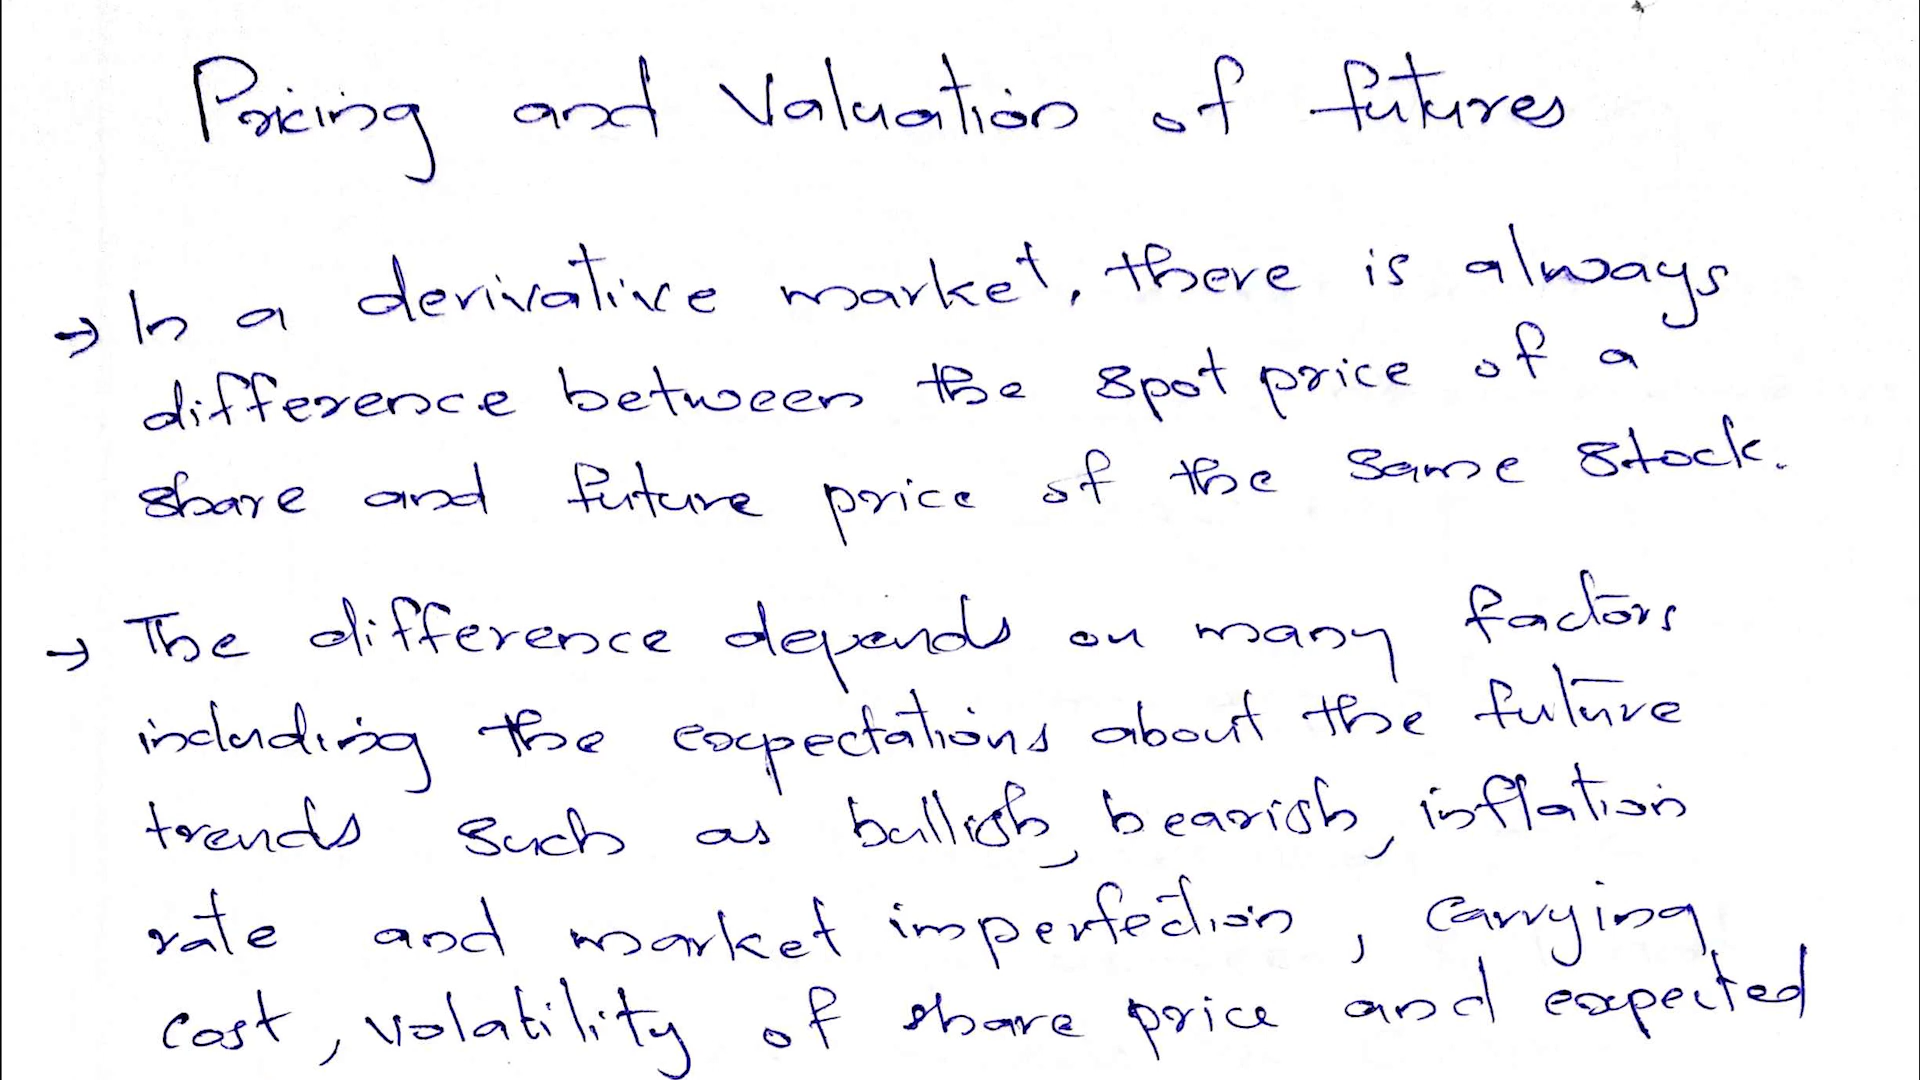 Pricing and Valuation of futures
→ In a derivative market, there is always
difference between the spot price of a
share and future price of the same stock.
→ The difference depends on many factors
including the expectations about the future
trends such as bullish, bearish, inflation
rate and market imperfection, carrying
cost, volatility of share price and expected